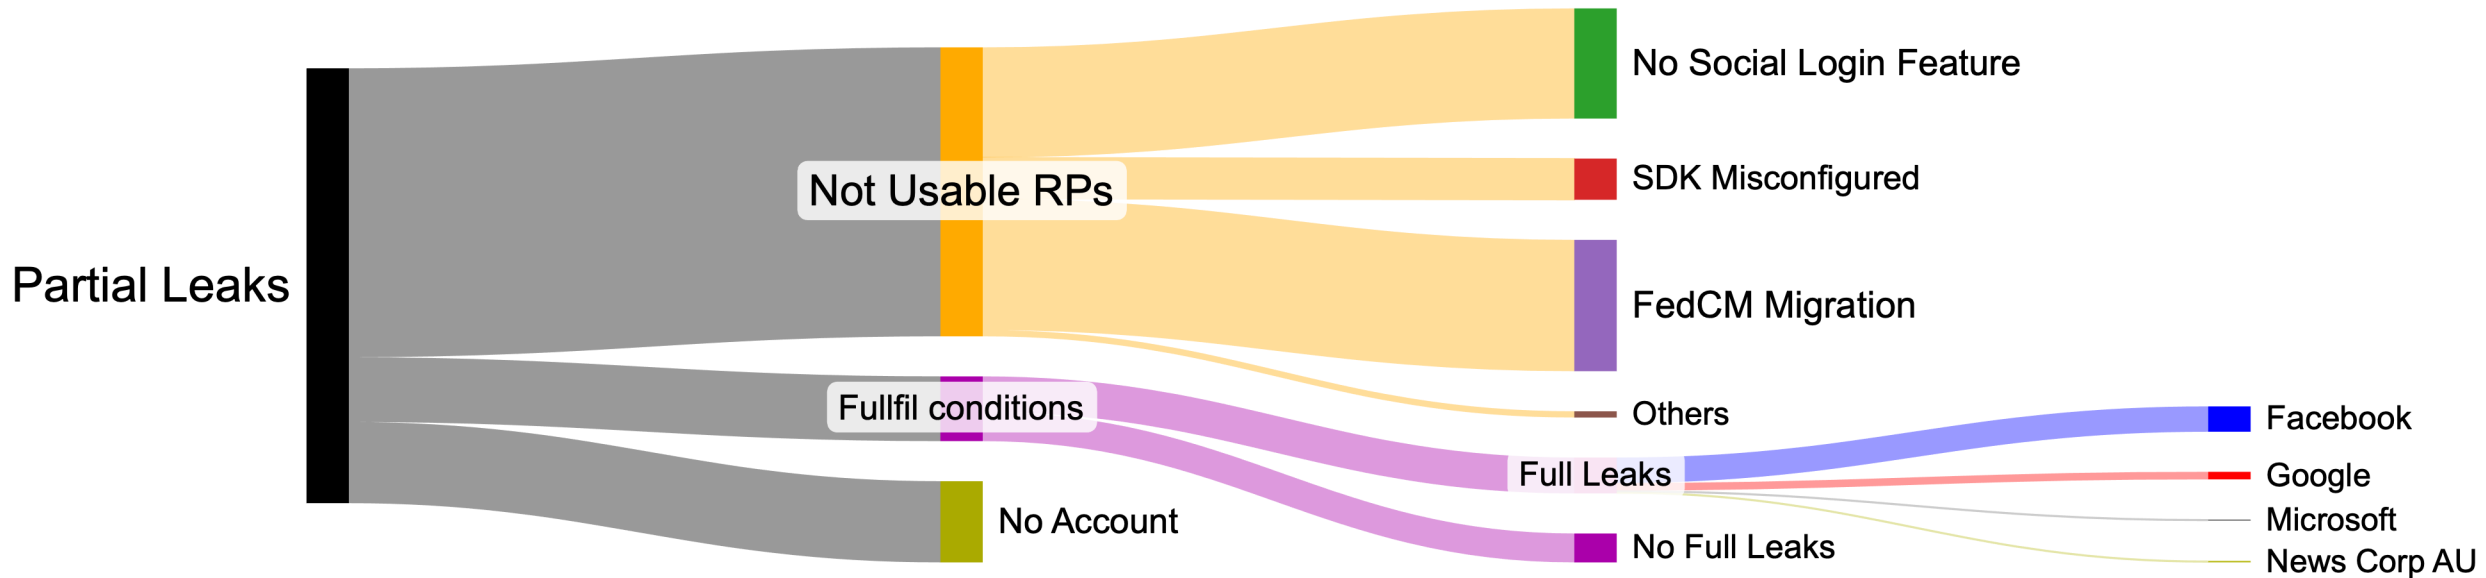 Partial Leaks
Not Usable RPs
Fullfil conditions
No Account
No Social Login Feature
SDK Misconfigured
FedCM Migration
Others
Full Leaks
No Full Leaks
Facebook
Google
Microsoft
News Corp AU